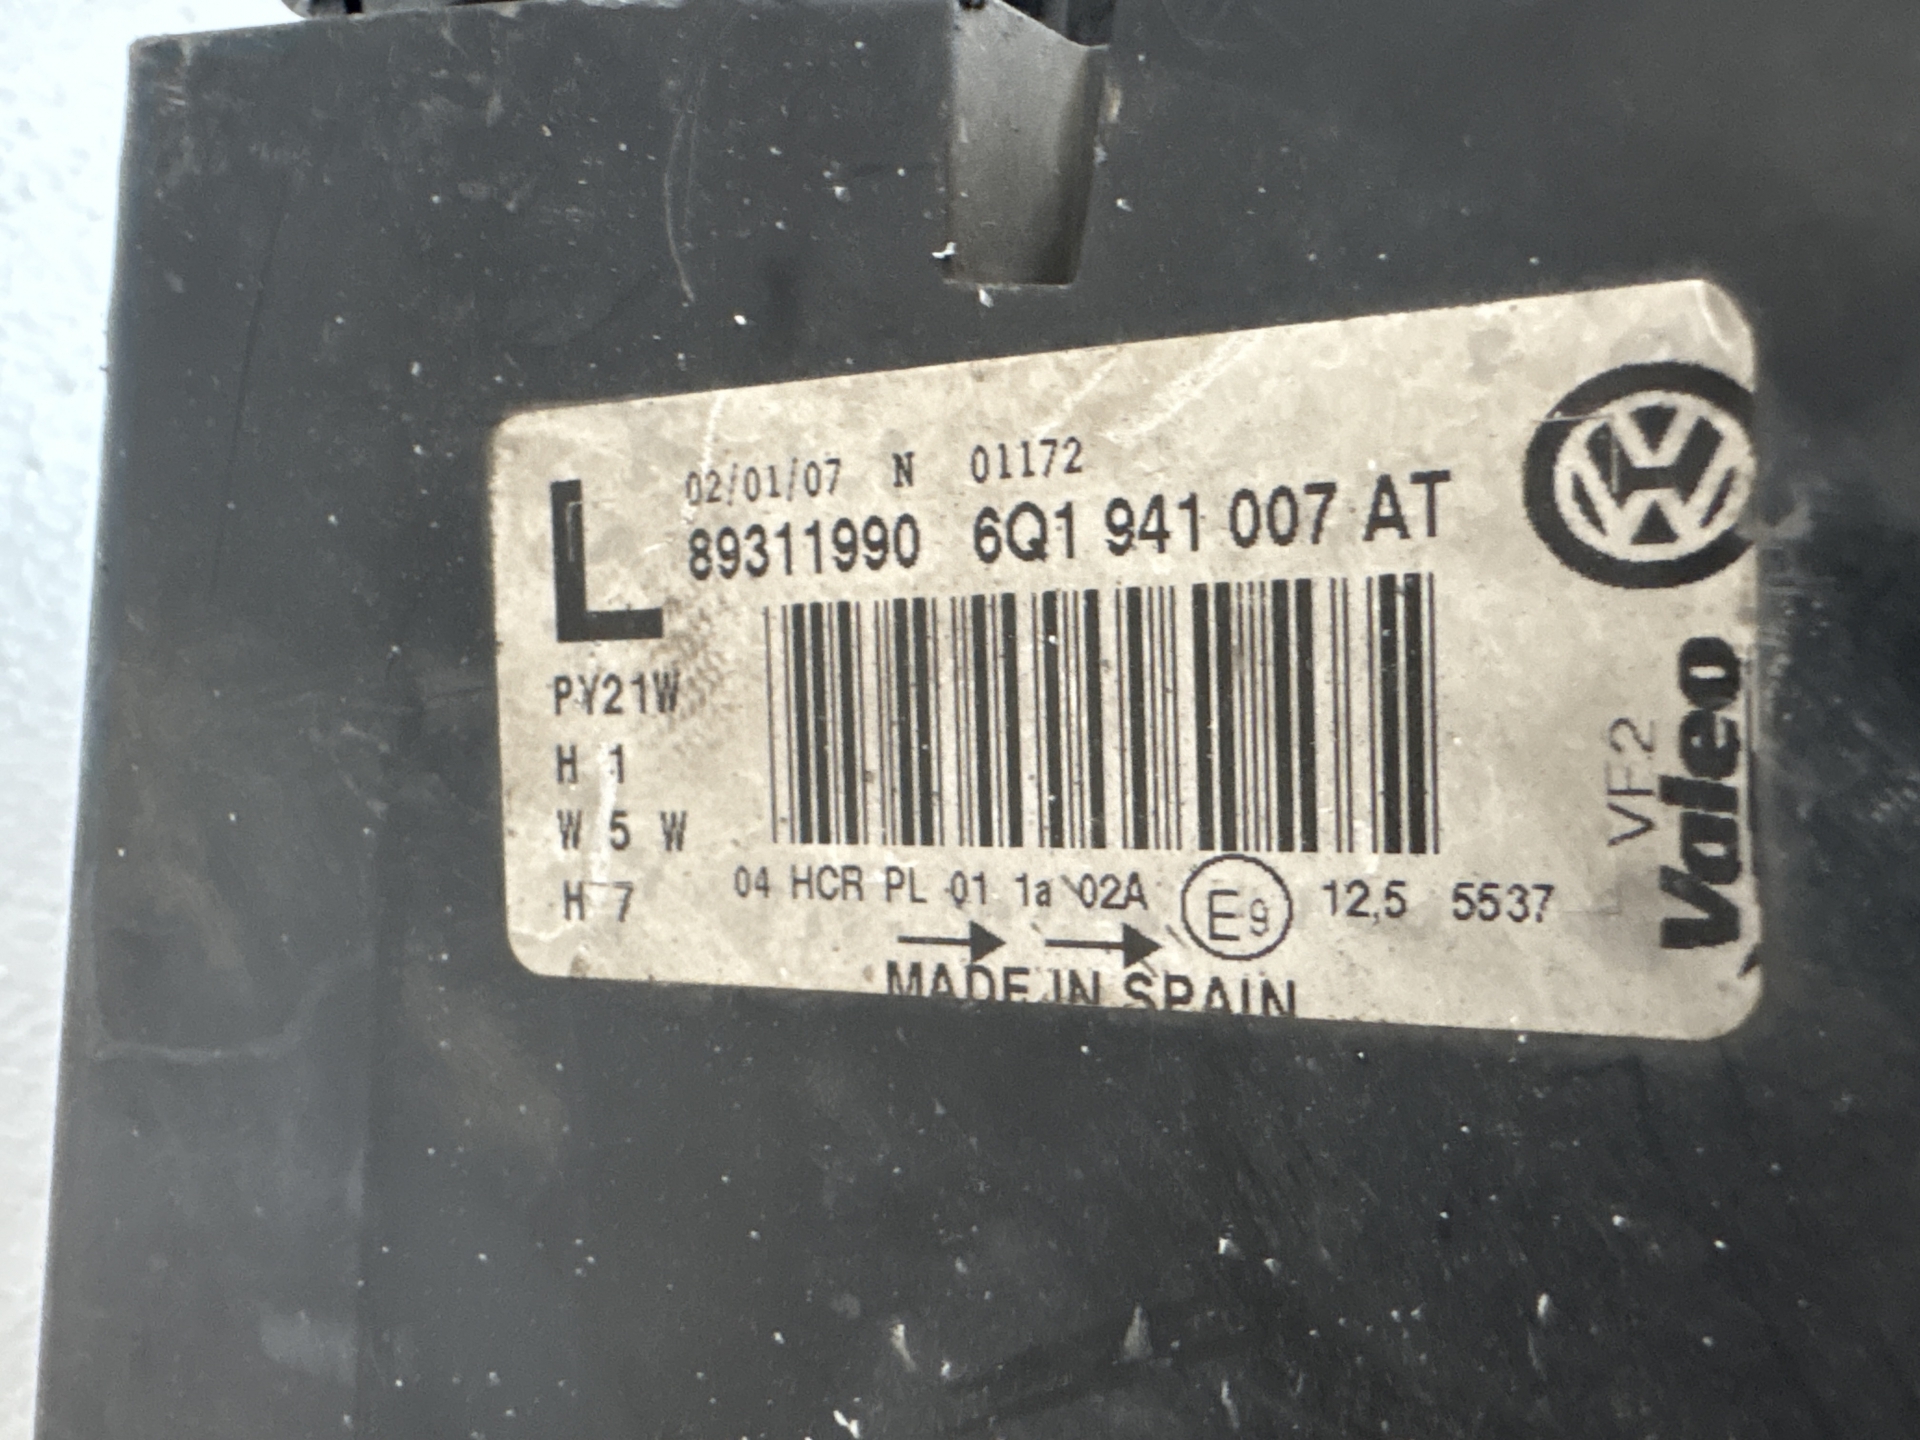 02/01/07 N 01172
L
89311990 6Q1 941 007 AT
PY21W
H 1
W 5 W
H 7
04 HCR PL 01 1a 02A E9 12,5 5537
MADE IN SPAIN
VF2
Valeo